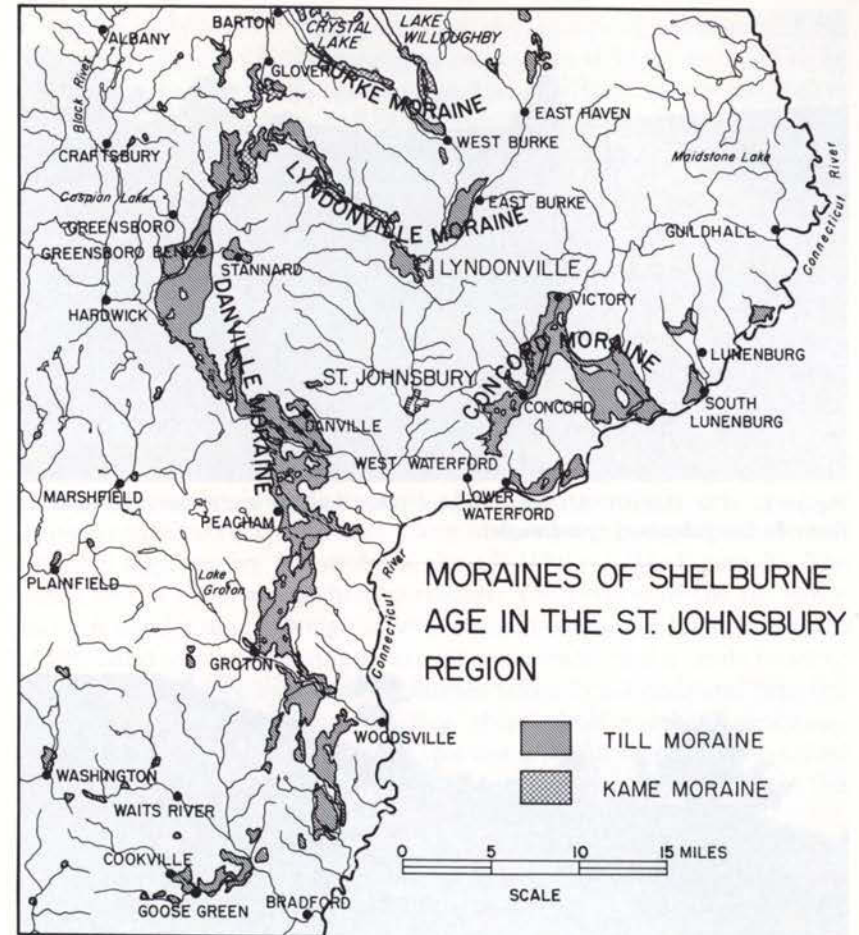 BARTON
CRYSTAL
LAKE
LAKE
WILLOUGHBY
ALBANY
GLOVER
BURKE MORAINE
Black River
EAST HAVEN
WEST BURKE
CRAFTSBURY
Maidstone Lake
Connecticut River
Caspian Lake
LYNDONVILLE MORAINE
EAST BURKE
GREENSBORO
GUILDHALL
GREENSBORO BEND
STANNARD
LYNDONVILLE
HARDWICK
VICTORY
DANVILLE MORAINE
CONCORD MORAINE
LUNENBURG
ST. JOHNSBURY
CONCORD
SOUTH
LUNENBURG
DANVILLE
WEST WATERFORD
MARSHFIELD
LOWER
WATERFORD
PEACHAM
PLAINFIELD
Lake
Groton
Connecticut River
MORAINES OF SHELBURNE
AGE IN THE ST. JOHNSBURY
REGION
GROTON
WOODSVILLE
TILL MORAINE
WASHINGTON
KAME MORAINE
WAITS RIVER
COOKVILLE
0 5 10 15 MILES
SCALE
GOOSE GREEN
BRADFORD